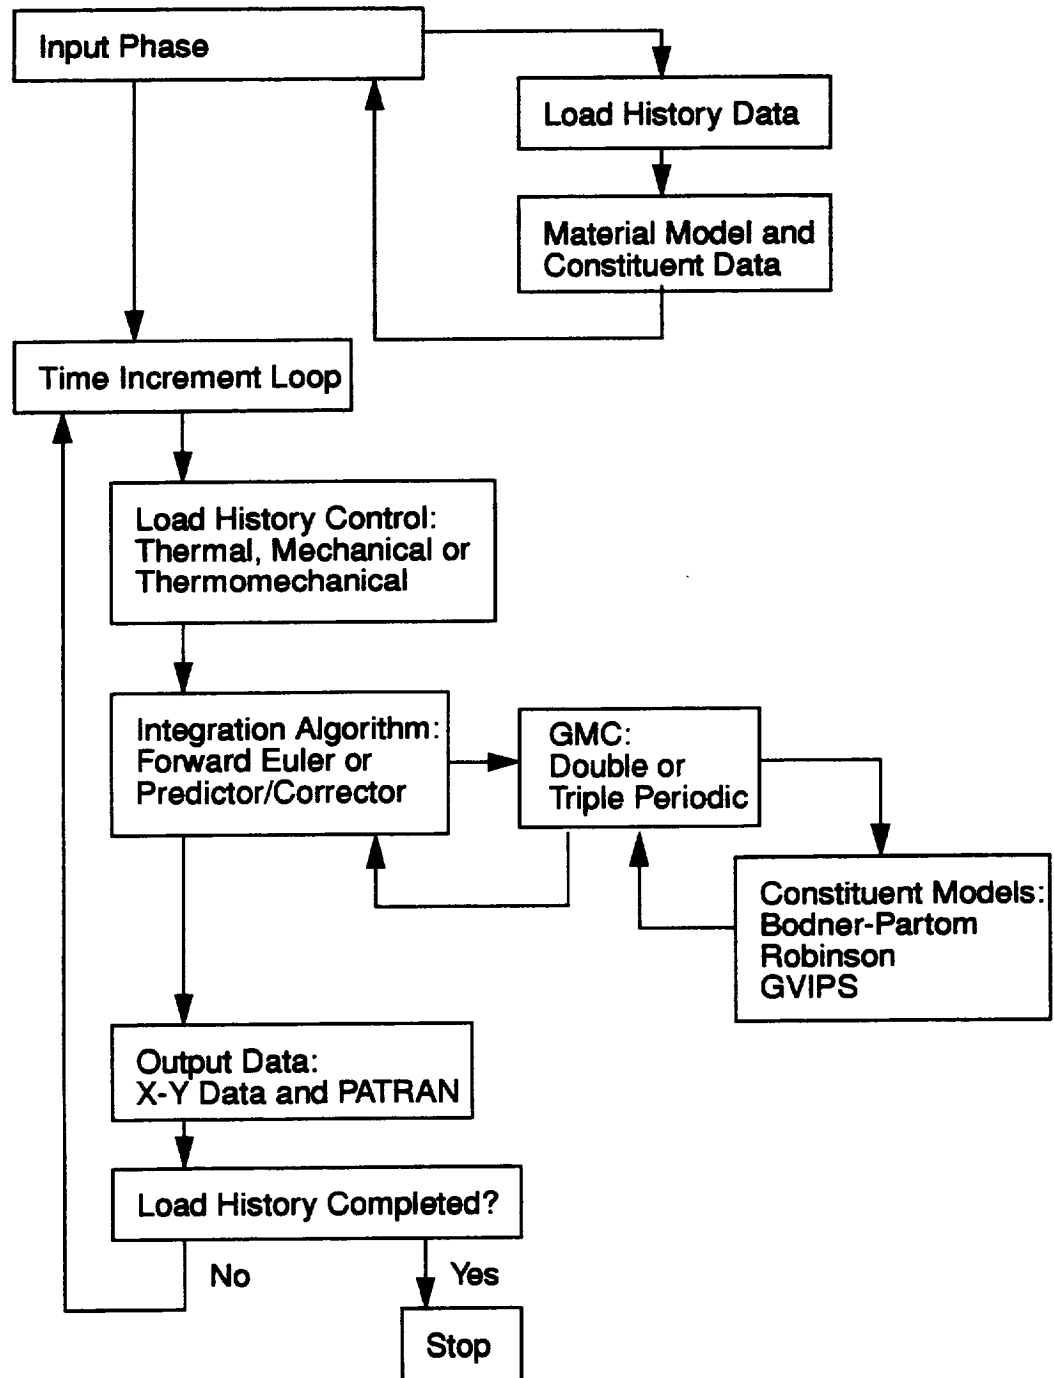 Input Phase
Load History Data
Material Model and
Constituent Data
Time Increment Loop
Load History Control:
Thermal, Mechanical or
Thermomechanical
Integration Algorithm:
Forward Euler or
Predictor/Corrector
GMC:
Double or
Triple Periodic
Constituent Models:
Bodner-Partom
Robinson
GVIPS
Output Data:
X-Y Data and PATRAN
Load History Completed?
No
Yes
Stop